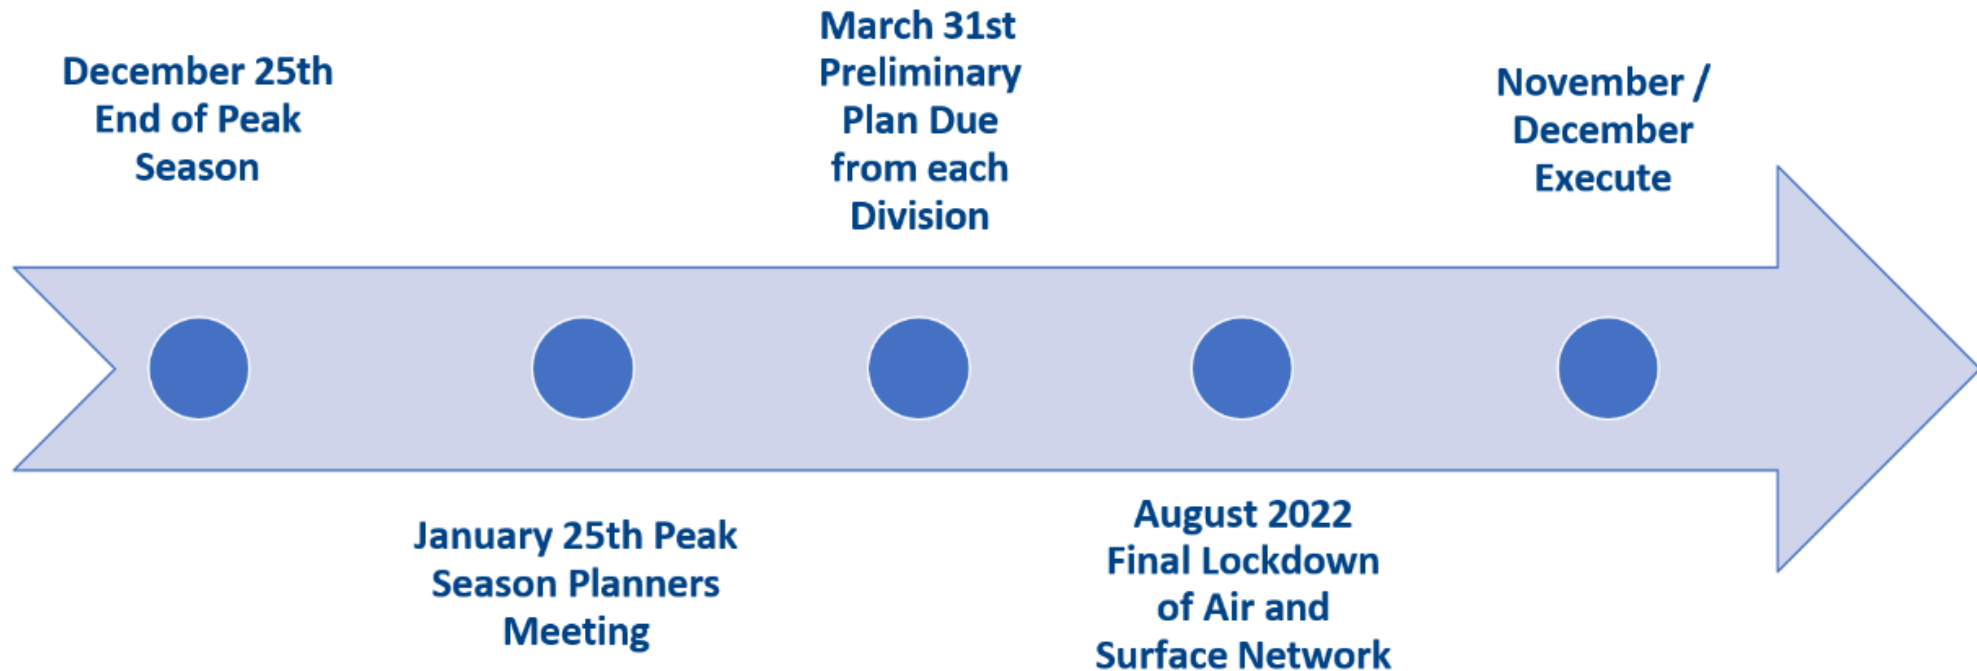 December 25th
End of Peak
Season
January 25th Peak
Season Planners
Meeting
March 31st
Preliminary
Plan Due
from each
Division
August 2022
Final Lockdown
of Air and
Surface Network
November /
December
Execute